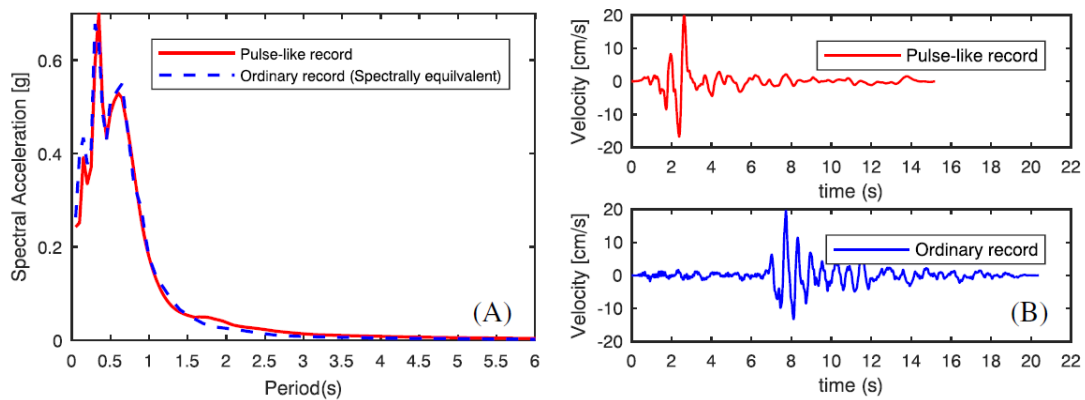 Spectral Acceleration [g]
0.6
0.4
0.2
0
Pulse-like record
Ordinary record (Spectrally equilvalent)
(A)
0 0.5 1 1.5 2 2.5 3 3.5 4 4.5 5 5.5 6
Period(s)
Velocity [cm/s]
20
10
0
-10
-20
Pulse-like record
0 2 4 6 8 10 12 14 16 18 20 22
time (s)
Velocity [cm/s]
20
10
0
-10
-20
Ordinary record
(B)
0 2 4 6 8 10 12 14 16 18 20 22
time (s)